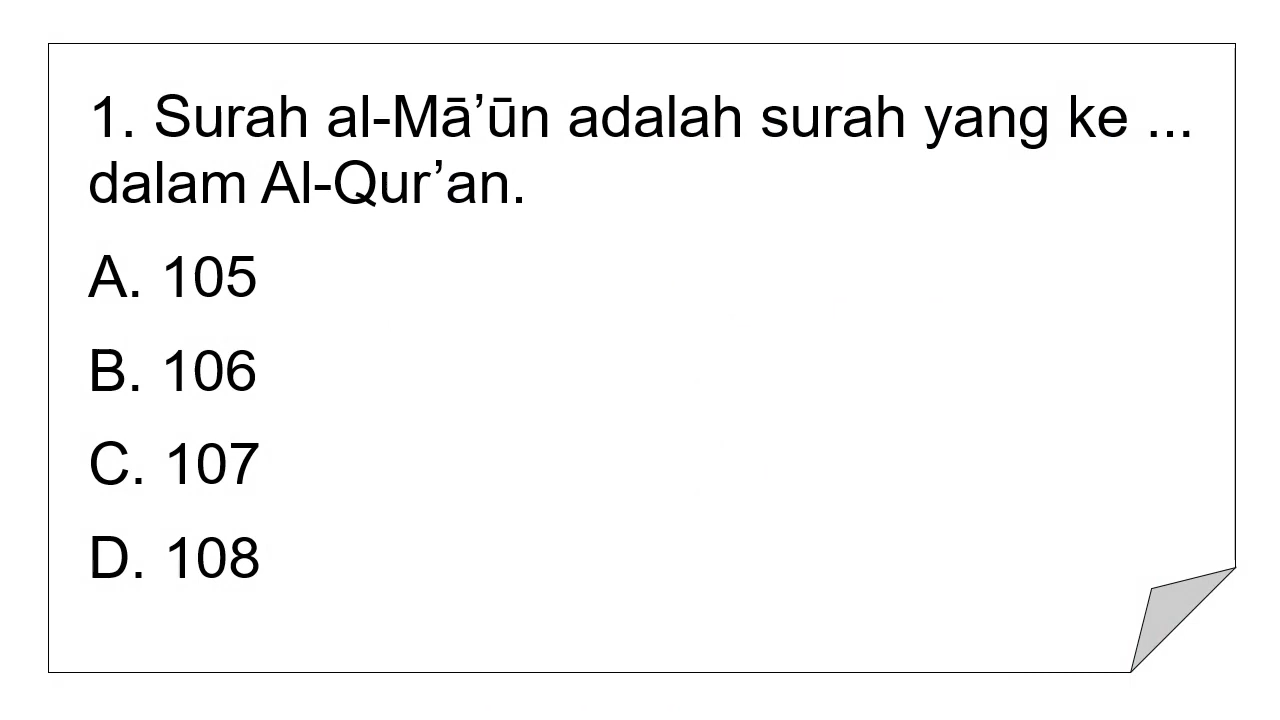 1. Surah al-Mā’ūn adalah surah yang ke ...
dalam Al-Qur’an.
A. 105
B. 106
C. 107
D. 108